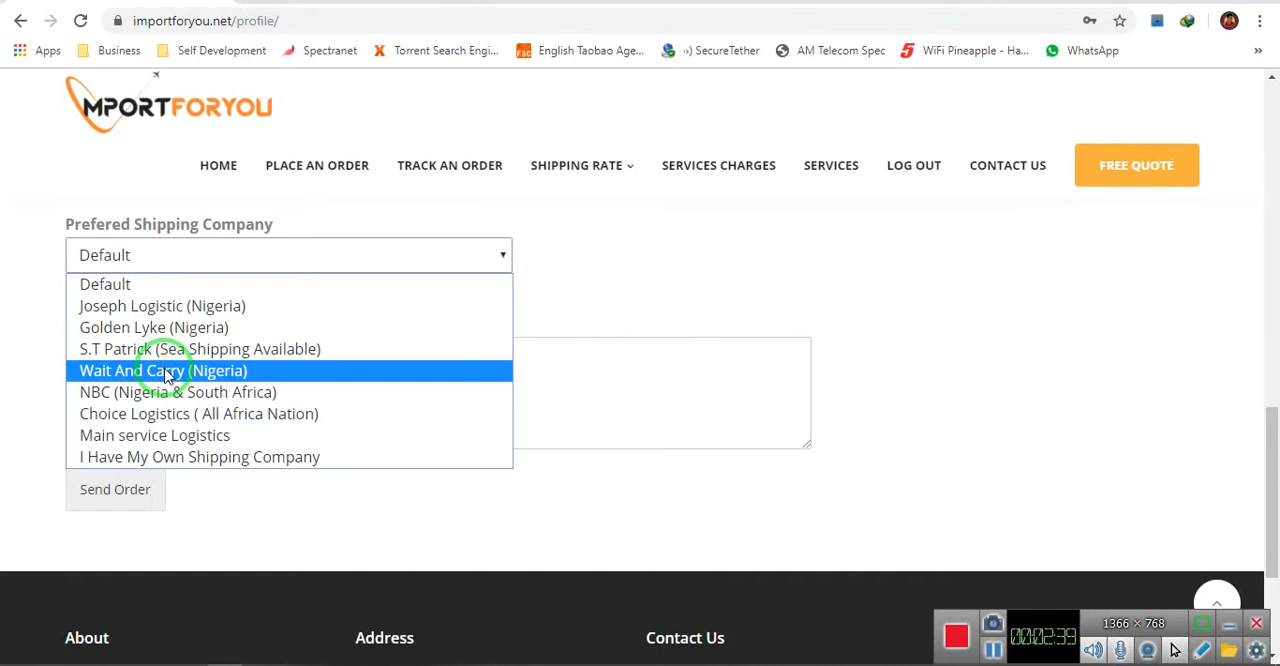 importforyou.net/profile/
Apps Business Self Development Spectranet Torrent Search Engi... English Taobao Age... ·) SecureTether AM Telecom Spec WiFi Pineapple - Ha... WhatsApp »
MPORTFORYOU
HOME PLACE AN ORDER TRACK AN ORDER SHIPPING RATE SERVICES CHARGES SERVICES LOG OUT CONTACT US FREE QUOTE
Prefered Shipping Company
Default
Default
Joseph Logistic (Nigeria)
Golden Lyke (Nigeria)
S.T Patrick (Sea Shipping Available)
Wait And Carry (Nigeria)
NBC (Nigeria & South Africa)
Choice Logistics ( All Africa Nation)
Main service Logistics
I Have My Own Shipping Company
Send Order
About Address Contact Us
1366 × 768
00:02:39